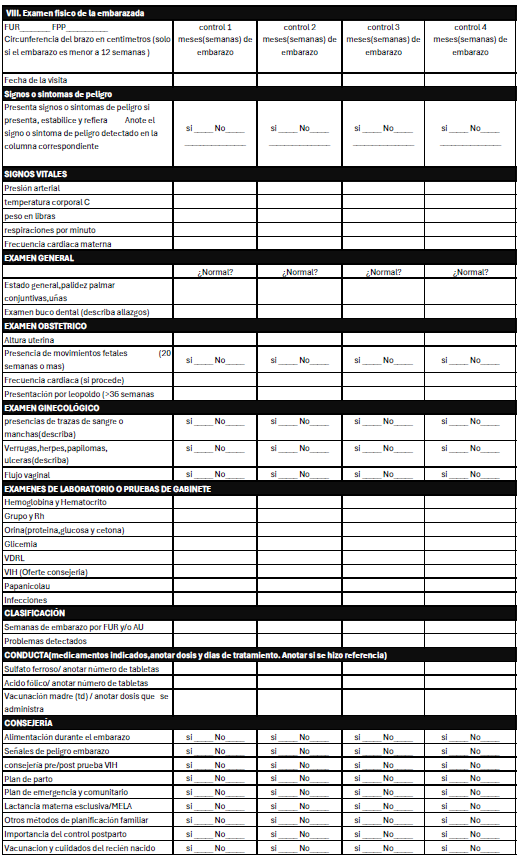 VIII. Examen físico de la embarazada
FUR_______ FPP__________ control 1 control 2 control 3 control 4
Circunferencia del brazo en centímetros (solo meses(semanas) de meses(semanas) de meses(semanas) de meses(semanas) de
si el embarazo es menor a 12 semanas ) embarazo embarazo embarazo embarazo
Fecha de la visita
Signos o sintomas de peligro
Presenta signos o sintomas de peligro si
presenta, estabilice y refiera Anote el
signo o sintoma de peligro detectado en la si ____ No____ si ____ No____ si ____ No____ si ____ No____
columna correspondiente ______________ ______________ ______________ ______________
SIGNOS VITALES
Presión arterial
temperatura corporal C
peso en libras
respiraciones por minuto
Frecuencia cardiaca materna
EXAMEN GENERAL
¿Normal? ¿Normal? ¿Normal? ¿Normal?
Estado general,palidez palmar
conjuntivas,uñas
Examen buco dental (describa allazgos)
EXAMEN OBSTETRICO
Altura uterina
Presencia de movimientos fetales (20 si ____ No____ si ____ No____ si ____ No____ si ____ No____
semanas o mas)
Frecuencia cardiaca (si procede)
Presentación por leopoldo (>36 semanas
EXAMEN GINECOLÓGICO
presencias de trazas de sangre o si ____ No____ si ____ No____ si ____ No____ si ____ No____
manchas(describa)
Verrugas,herpes,papilomas, si ____ No____ si ____ No____ si ____ No____ si ____ No____
ulceras(describa)
Flujo vaginal si ____ No____ si ____ No____ si ____ No____ si ____ No____
EXAMENES DE LABORATORIO O PRUEBAS DE GABINETE
Hemoglobina y Hematocrito
Grupo y Rh
Orina(proteina,glucosa y cetona)
Glicemia
VDRL
VIH (Oferte consejeria)
Papanicolau
Infecciones
CLASIFICACIÓN
Semanas de embarazo por FUR y/o AU
Problemas detectados
CONDUCTA(medicamentos indicados,anotar dosis y dias de tratamiento. Anotar si se hizo referencia)
Sulfato ferroso/ anotar número de tabletas
Acido fólico/ anotar número de tabletas
Vacunación madre (td) / anotar dosis que se
administra
CONSEJERÍA
Alimentación durante el embarazo si ____ No____ si ____ No____ si ____ No____ si ____ No____
Señales de peligro embarazo si ____ No____ si ____ No____ si ____ No____ si ____ No____
consejería pre/post prueba VIH si ____ No____ si ____ No____ si ____ No____ si ____ No____
Plan de parto si ____ No____ si ____ No____ si ____ No____ si ____ No____
Plan de emergencia y comunitario si ____ No____ si ____ No____ si ____ No____ si ____ No____
Lactancia materna esclusiva/MELA si ____ No____ si ____ No____ si ____ No____ si ____ No____
Otros métodos de planificación familiar si ____ No____ si ____ No____ si ____ No____ si ____ No____
Importancia del control postparto si ____ No____ si ____ No____ si ____ No____ si ____ No____
Vacunacion y cuiidados del recién nacido si ____ No____ si ____ No____ si ____ No____ si ____ No____